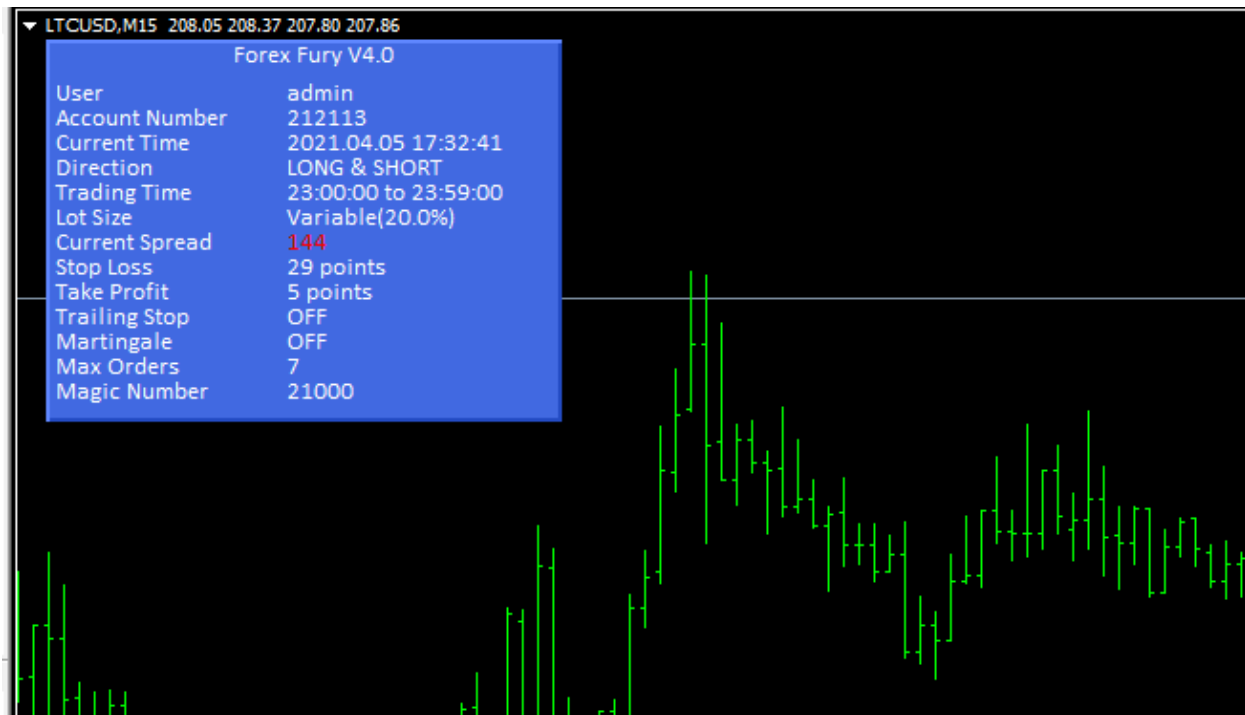 LTCUSD,M15 208.05 208.37 207.80 207.86
Forex Fury V4.0
User admin
Account Number 212113
Current Time 2021.04.05 17:32:41
Direction LONG & SHORT
Trading Time 23:00:00 to 23:59:00
Lot Size Variable(20.0%)
Current Spread 144
Stop Loss 29 points
Take Profit 5 points
Trailing Stop OFF
Martingale OFF
Max Orders 7
Magic Number 21000